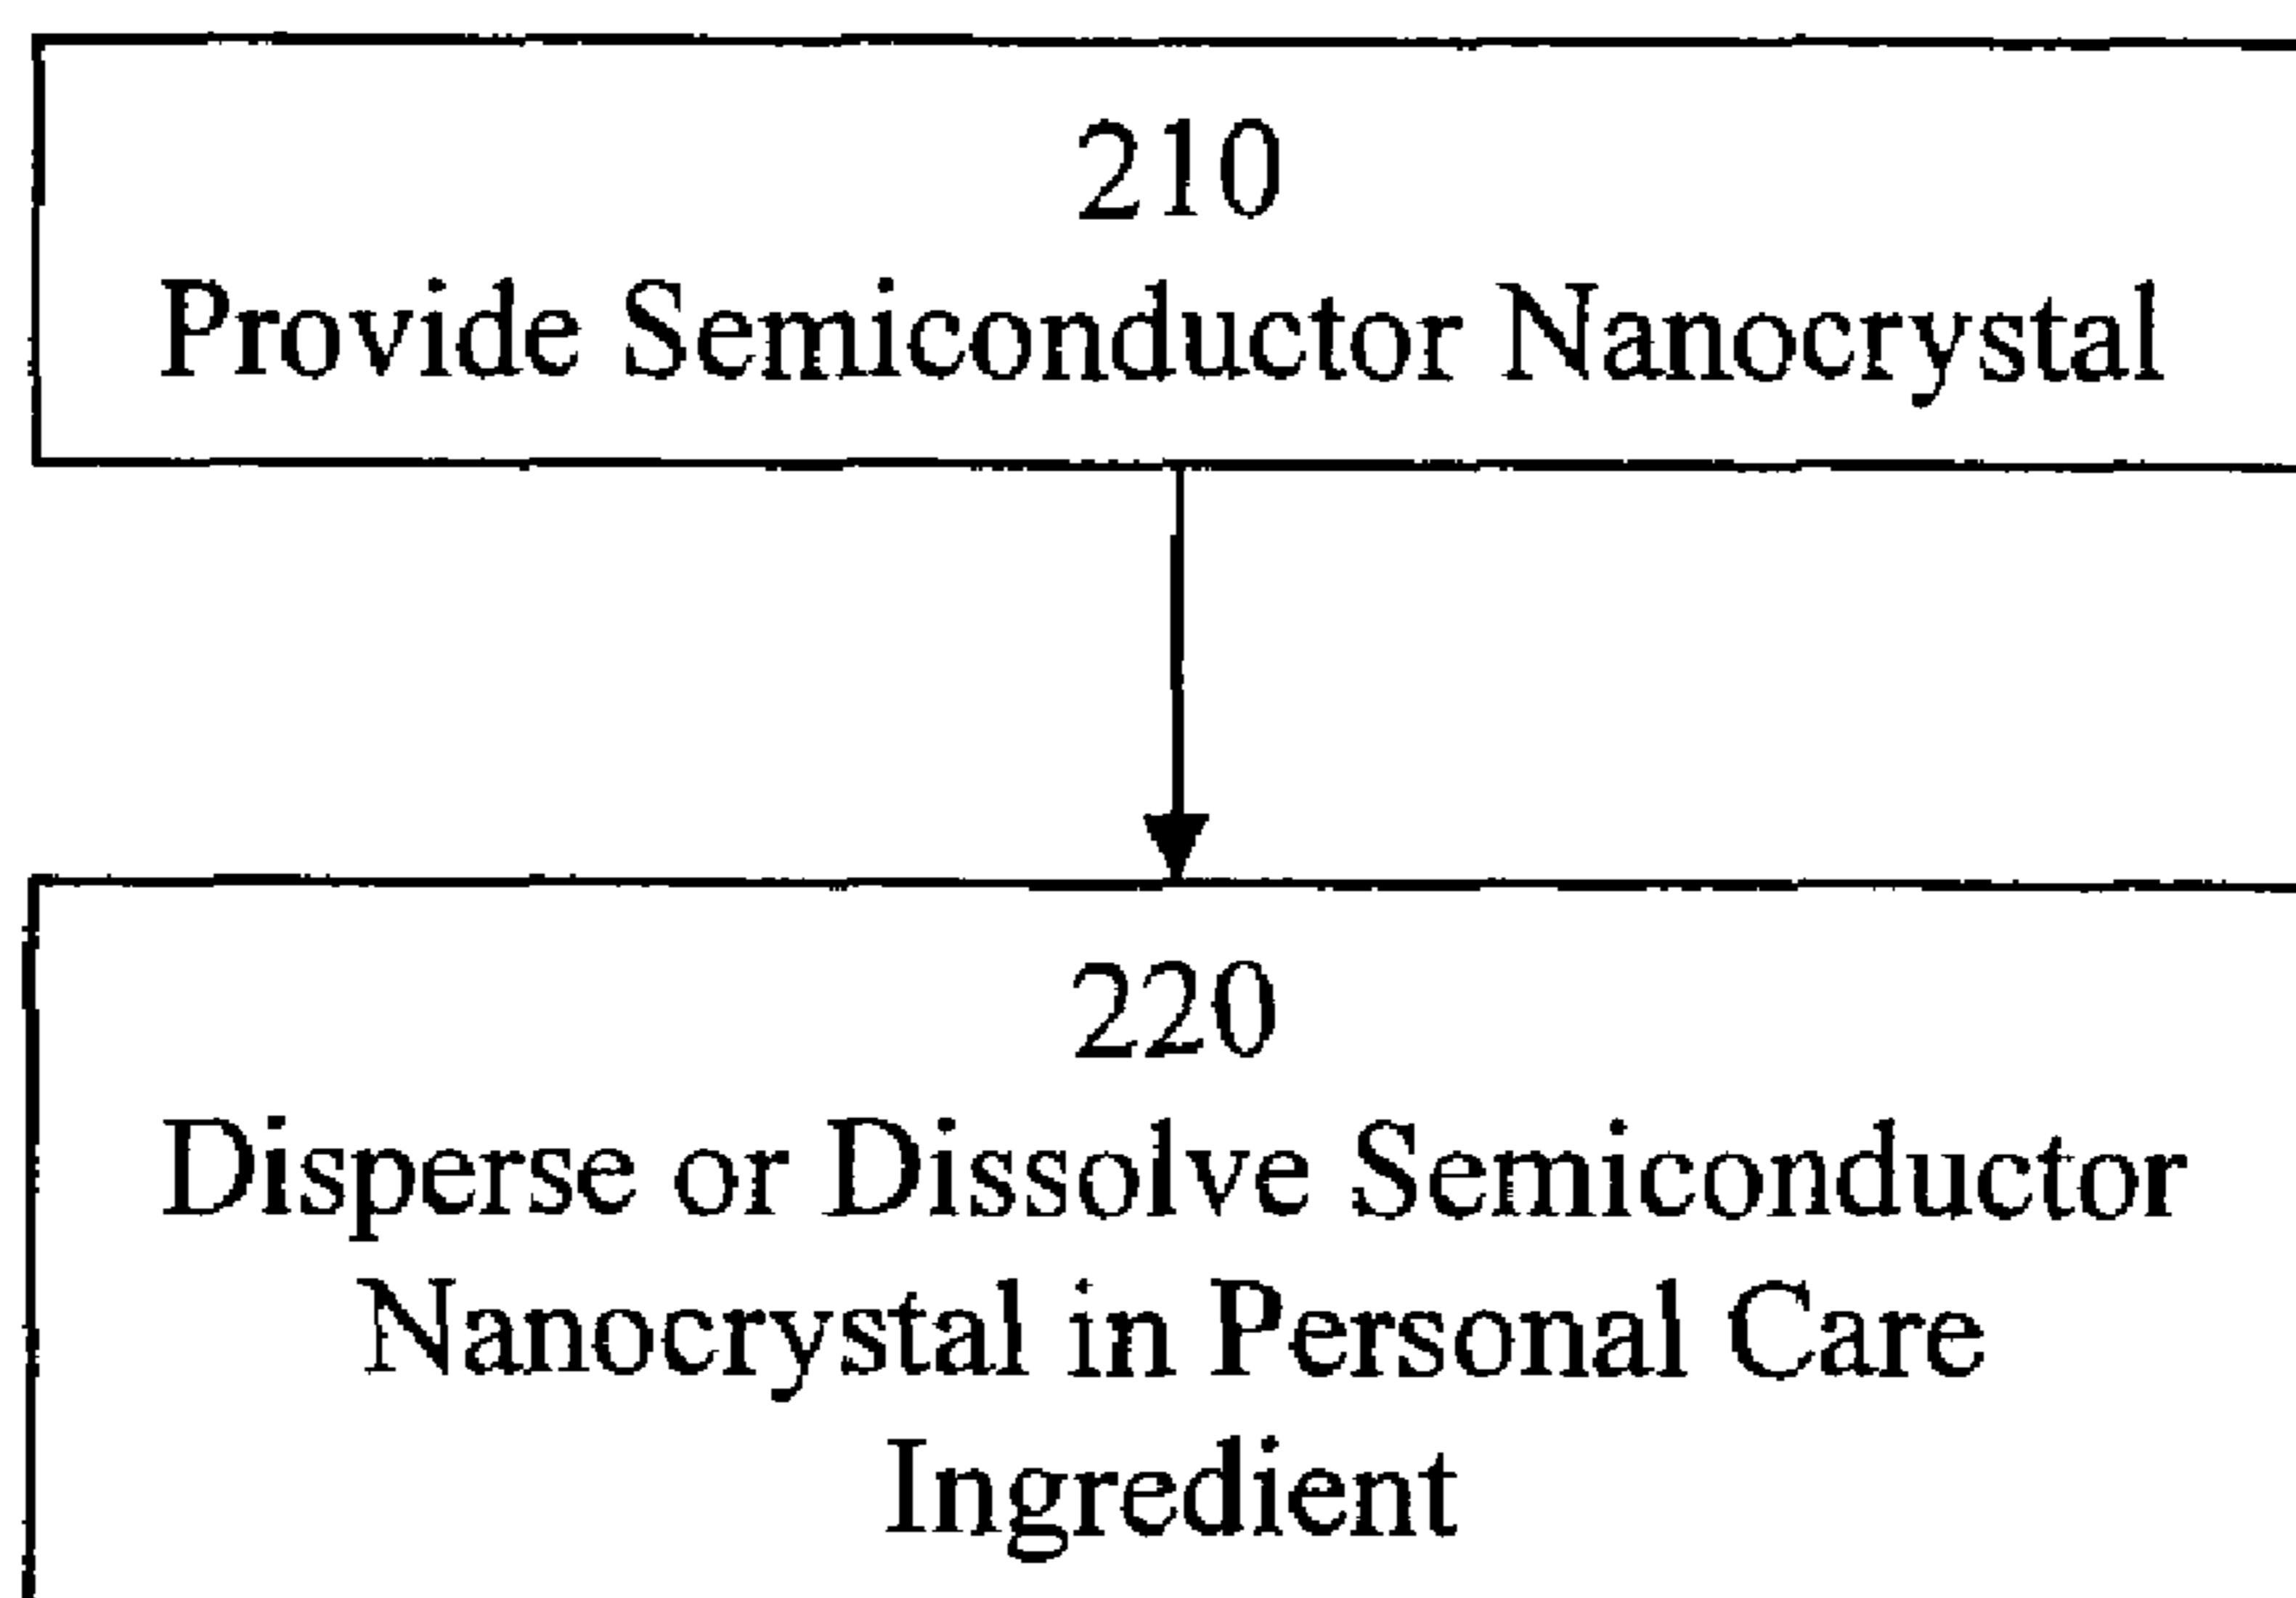 210
Provide Semiconductor Nanocrystal
220
Disperse or Dissolve Semiconductor
Nanocrystal in Personal Care
Ingredient